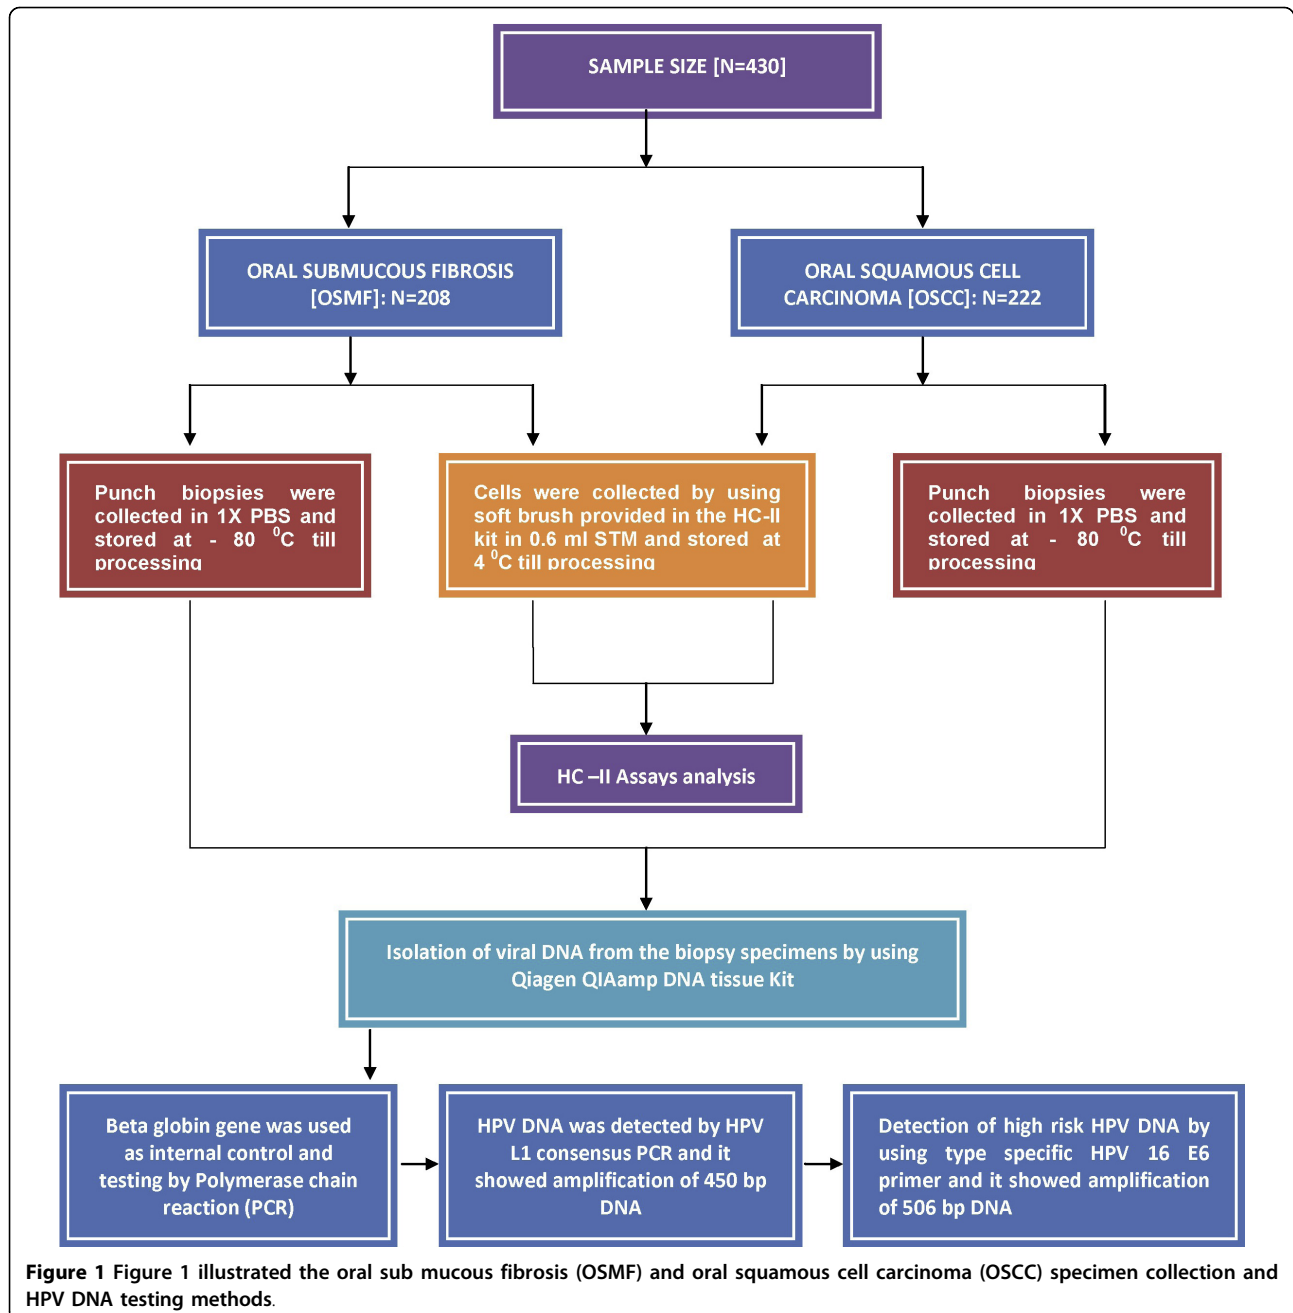 SAMPLE SIZE [N=430]
ORAL SUBMUCOUS FIBROSIS
[OSMF]: N=208
ORAL SQUAMOUS CELL
CARCINOMA [OSCC]: N=222
Punch biopsies were
collected in 1X PBS and
stored at - 80 ⁰C till
processing
Cells were collected by using
soft brush provided in the HC-II
kit in 0.6 ml STM and stored at
4 ⁰C till processing
Punch biopsies were
collected in 1X PBS and
stored at - 80 ⁰C till
processing
HC –II Assays analysis
Isolation of viral DNA from the biopsy specimens by using
Qiagen QIAamp DNA tissue Kit
Beta globin gene was used
as internal control and
testing by Polymerase chain
reaction (PCR)
HPV DNA was detected by HPV
L1 consensus PCR and it
showed amplification of 450 bp
DNA
Detection of high risk HPV DNA by
using type specific HPV 16 E6
primer and it showed amplification
of 506 bp DNA
Figure 1 Figure 1 illustrated the oral sub mucous fibrosis (OSMF) and oral squamous cell carcinoma (OSCC) specimen collection and
HPV DNA testing methods.